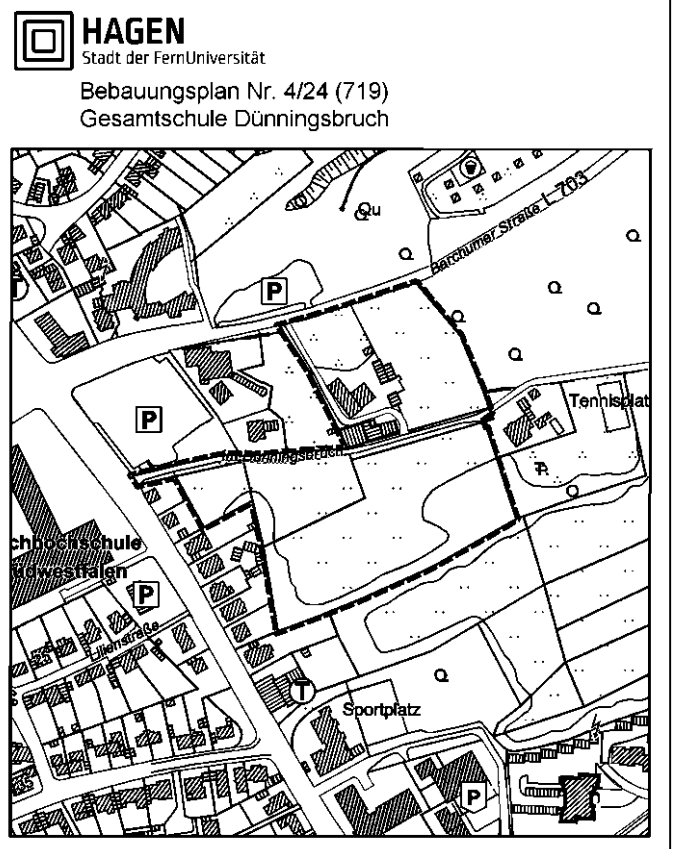 HAGEN
Stadt der FernUniversität
Bebauungsplan Nr. 4/24 (719)
Gesamtschule Dünningsbruch
Qu
Barchumer Straße L 703
T
P
P
Tennisplat
Im Dünningsbruch
chhochschule
üdwestfalen
P
Lilienstraße
T
Sportplatz
P